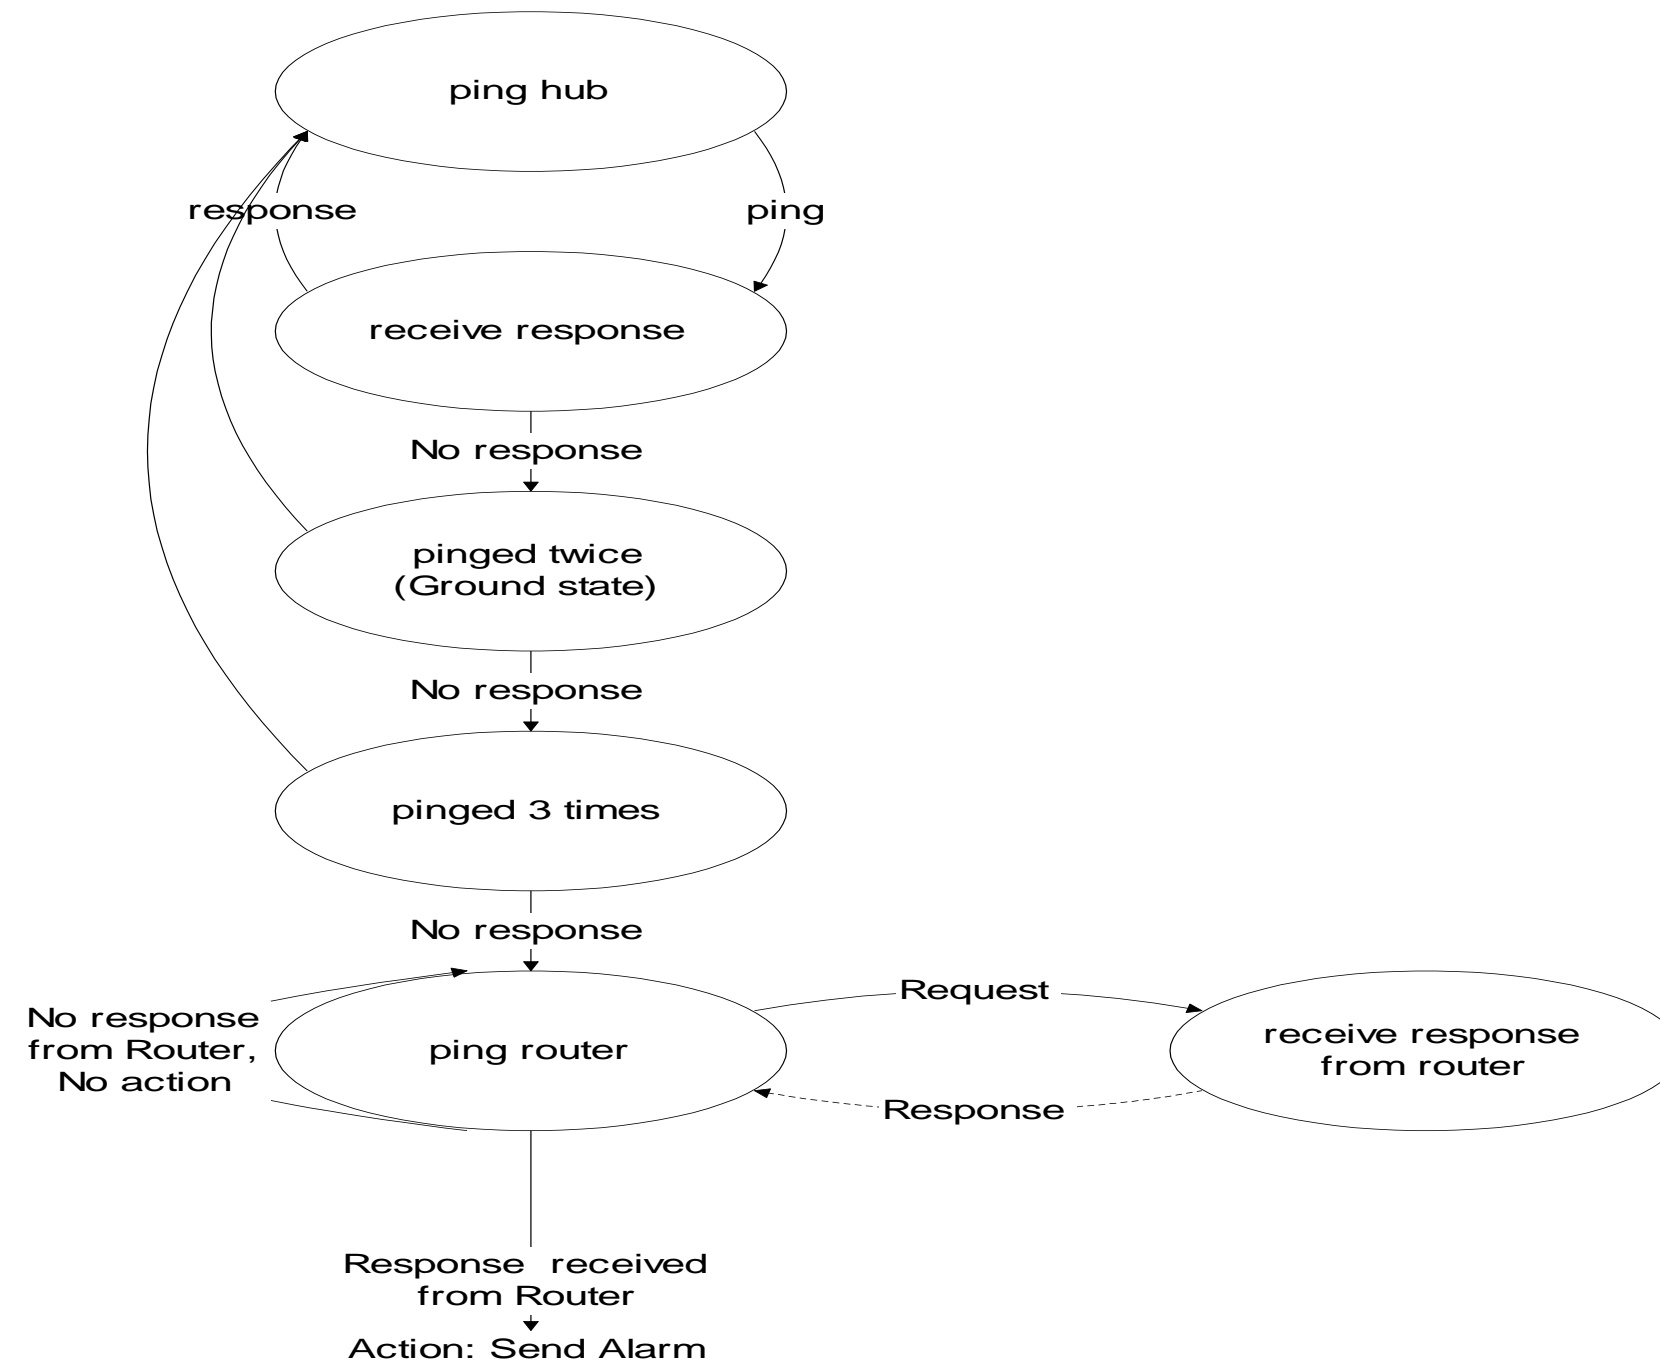 ping hub
response
ping
receive response
No response
pinged twice
(Ground state)
No response
pinged 3 times
No response
Request
No response
from Router,
No action
ping router
receive response
from router
Response
Response received
from Router
Action: Send Alarm